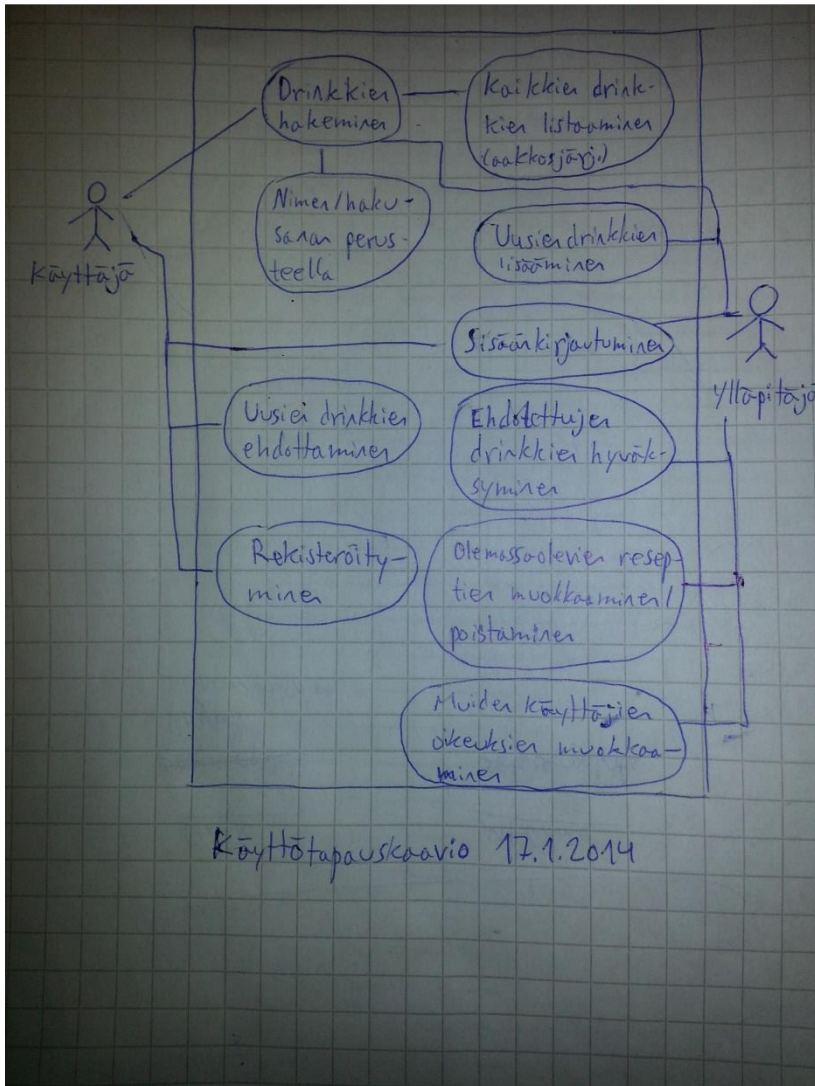 Drinkkien
hakeminen
Kaikkien drink-
kien listaaminen
(aakkosjärj.)
Nimen/haku-
sanan perus-
teella
Käyttäjä
Uusien drinkkien
lisääminen
Sisäänkirjautuminen
Ylläpitäjä
Uusien drinkkien
ehdottaminen
Ehdotettujen
drinkkien hyväk-
syminen
Rekisteröity-
minen
Olemassaolevien resep-
tien muokkaaminen/
poistaminen
Muiden käyttäjien
oikeuksien muokkaa-
minen
Käyttötapauskaavio 17.1.2014